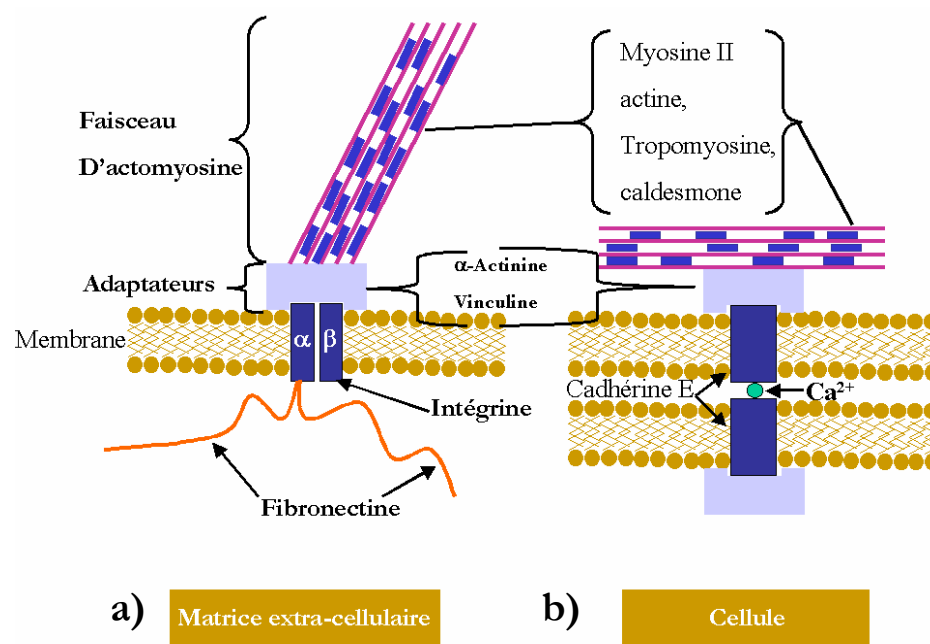 Faisceau
D'actomyosine
Myosine II
actine,
Tropomyosine,
caldesmone
Adaptateurs
α-Actinine
Vinculine
Membrane
α β
Intégrine
Fibronectine
Cadhérine E
Ca²⁺
a) Matrice extra-cellulaire
b) Cellule